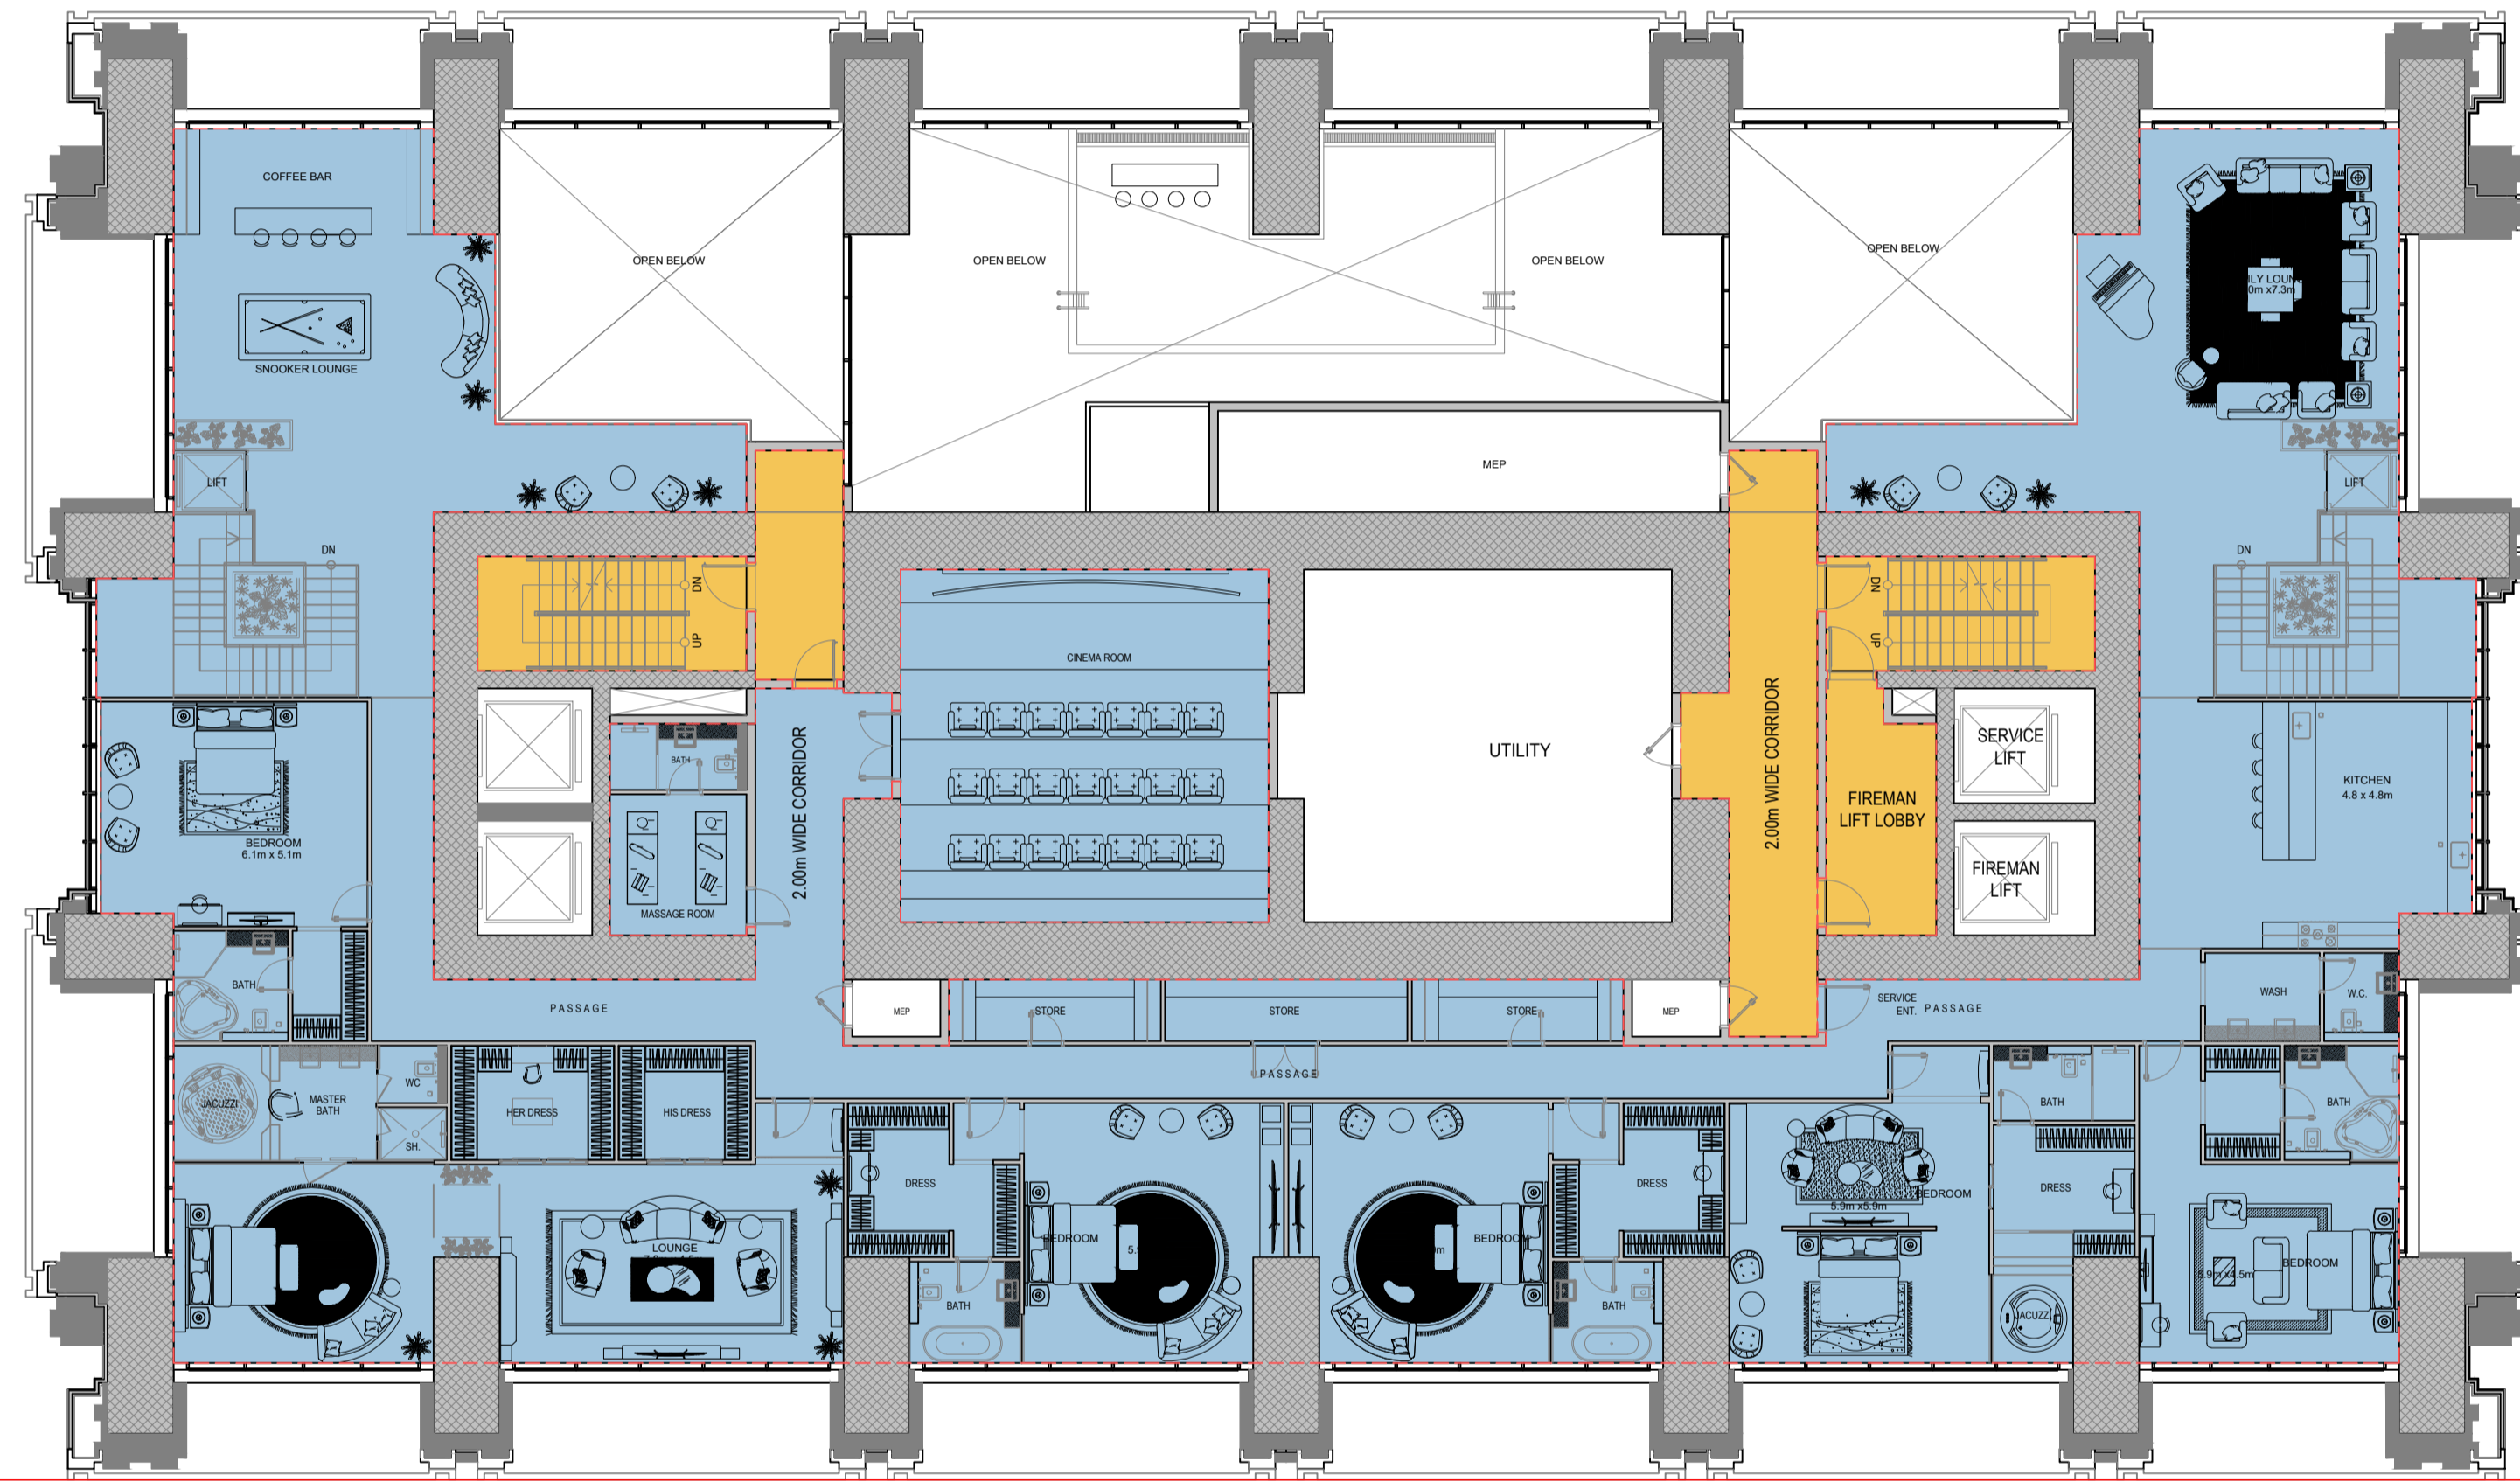 COFFEE BAR
OPEN BELOW
OPEN BELOW
OPEN BELOW
OPEN BELOW
SNOOKER LOUNGE
MEP
LIFT
LIFT
DN
DN
UP
DN
UP
DN
CINEMA ROOM
2.00m WIDE CORRIDOR
UTILITY
2.00m WIDE CORRIDOR
SERVICE
LIFT
BATH
KITCHEN
4.8 x 4.8m
FIREMAN
LIFT LOBBY
BEDROOM
6.1m x 5.1m
FIREMAN
LIFT
MASSAGE ROOM
BATH
WASH
W.C.
PASSAGE
MEP
STORE
STORE
STORE
MEP
SERVICE
ENT.
PASSAGE
PASSAGE
JACUZZI
MASTER
BATH
WC
SH.
HER DRESS
HIS DRESS
BATH
BATH
DRESS
DRESS
DRESS
BEDROOM
5.9m x5.9m
LOUNGE
BEDROOM
BEDROOM
BEDROOM
5.9m x4.5m
BATH
BATH
JACUZZI